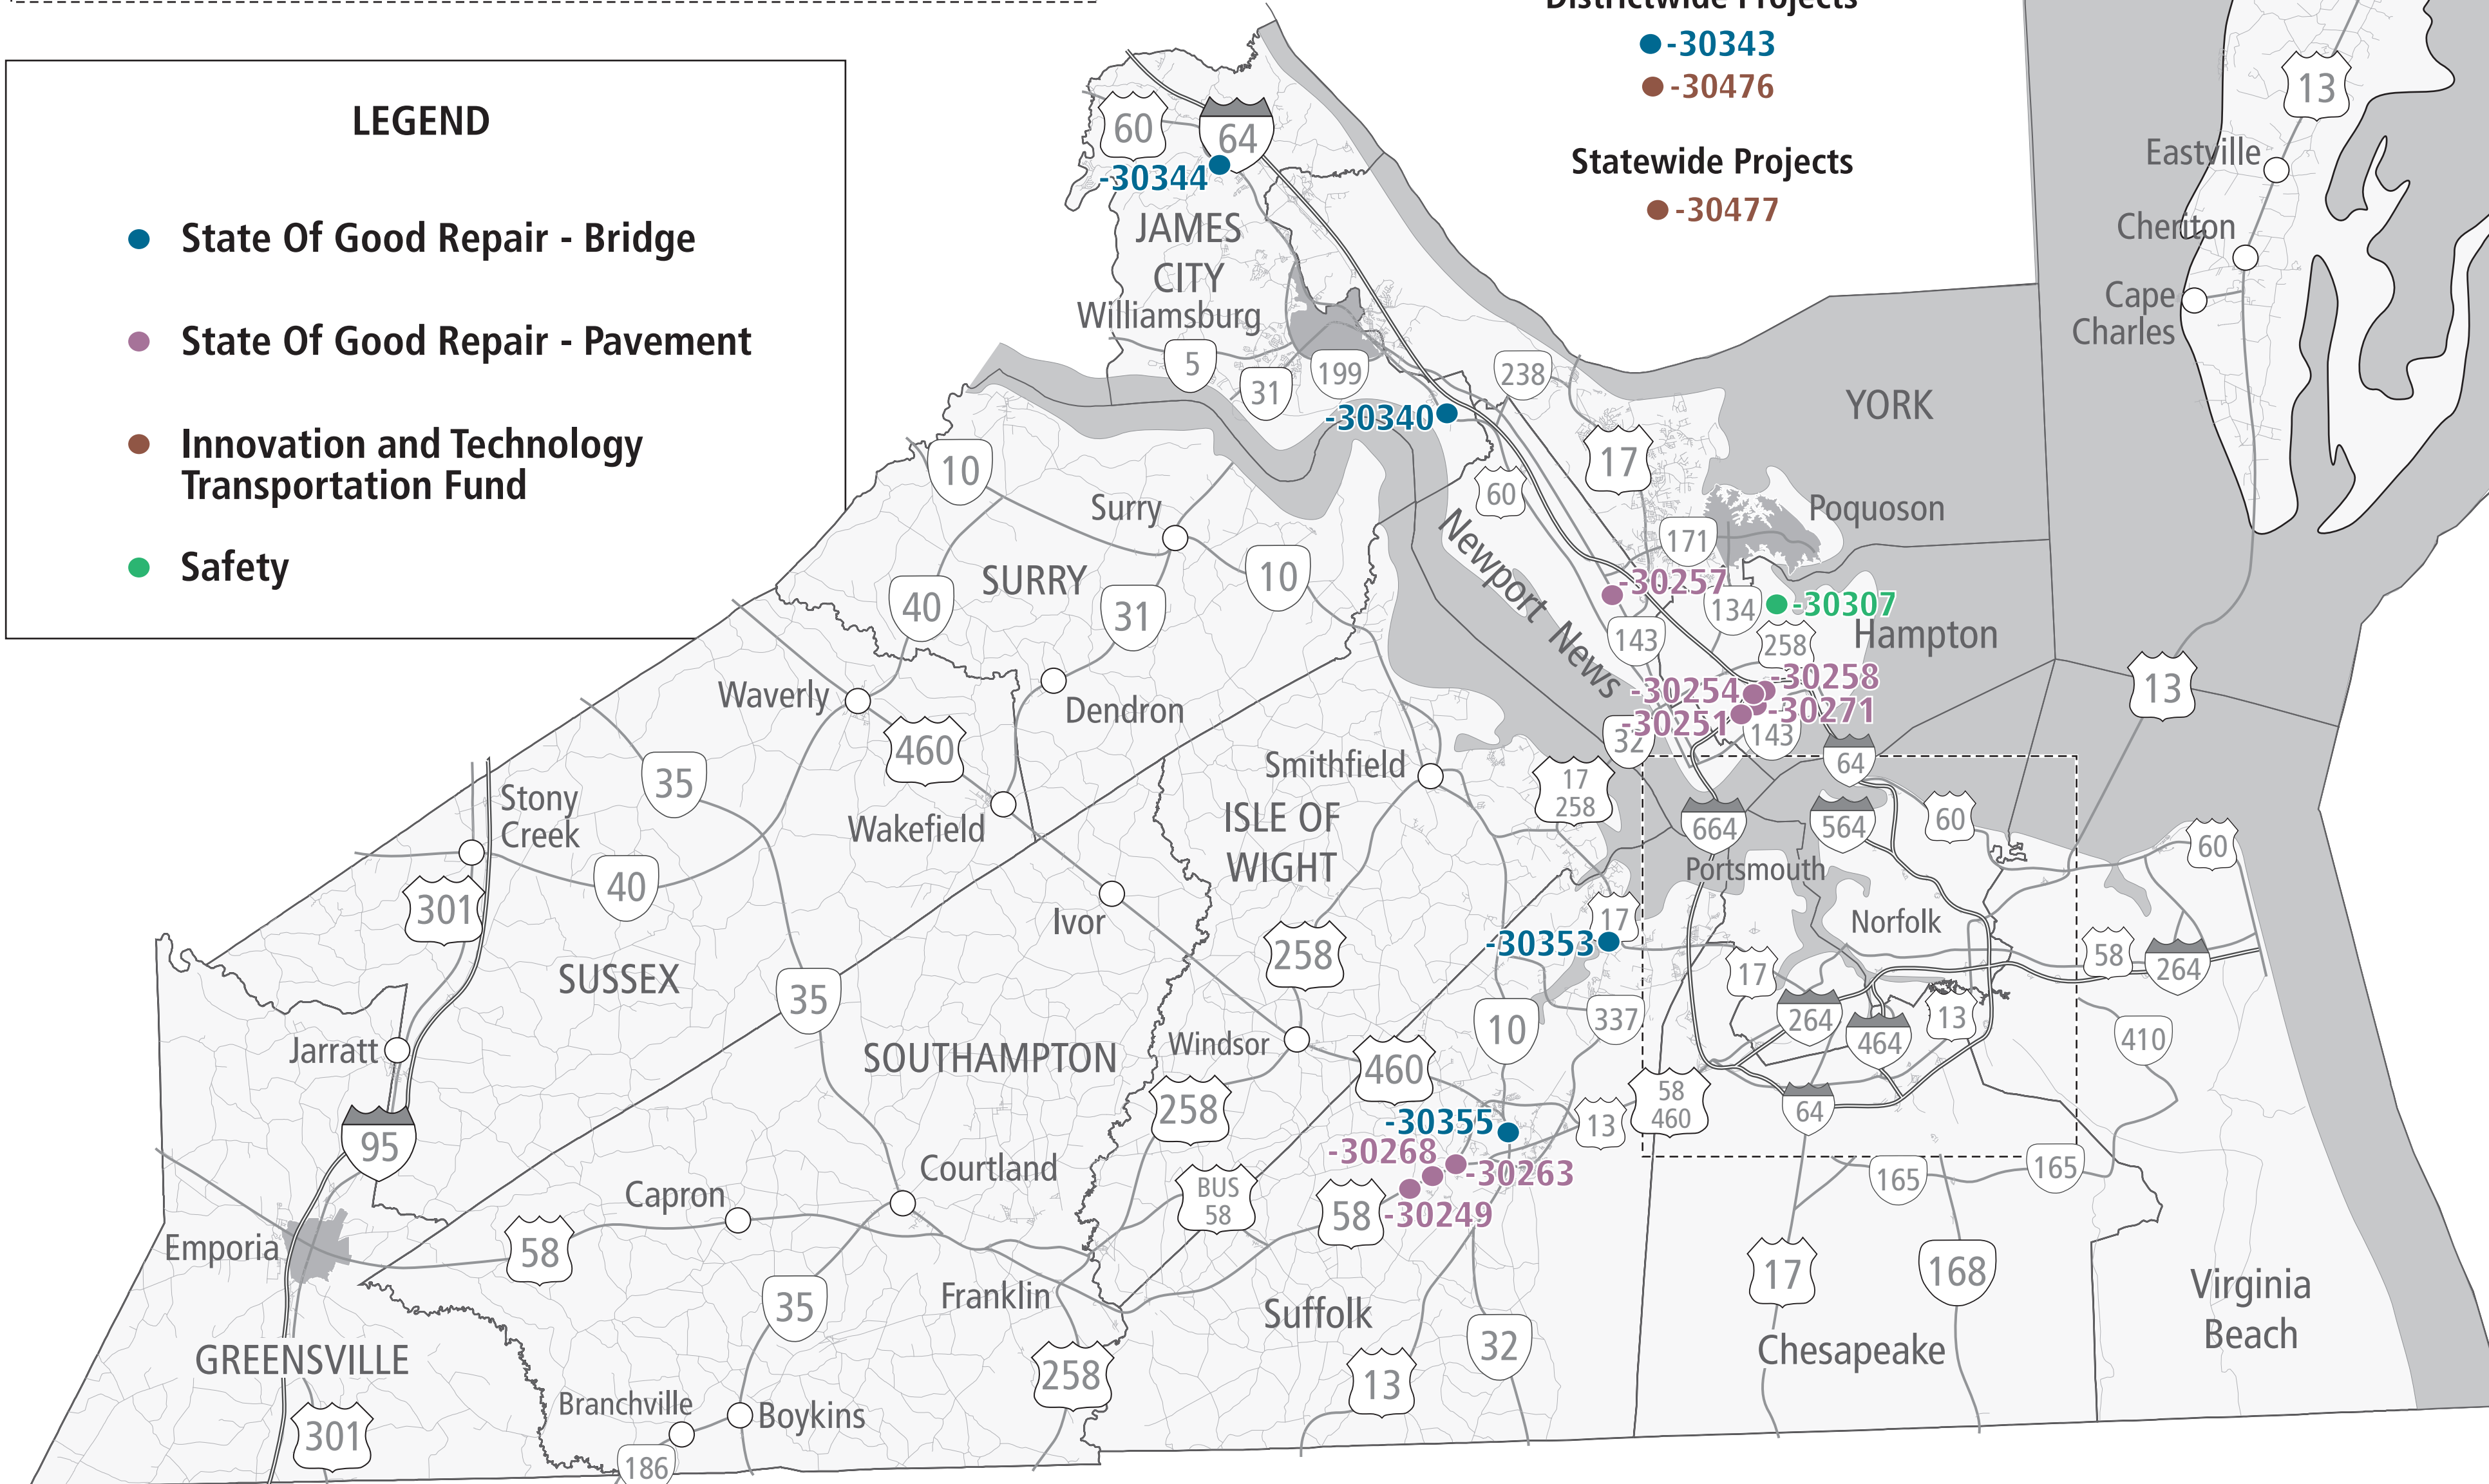 Districtwide Projects
-30343
-30476
Statewide Projects
-30477
LEGEND
State Of Good Repair - Bridge
State Of Good Repair - Pavement
Innovation and Technology
Transportation Fund
Safety
60
64
-30344
JAMES
CITY
Williamsburg
5
31
199
238
-30340
17
60
YORK
Poquoson
171
Newport News
-30257
134
-30307
143
258
Hampton
-30254
-30258
-30251
-30271
32
143
13
Eastville
Cheriton
Cape
Charles
13
10
Surry
SURRY
10
40
31
Waverly
Dendron
460
35
Stony
Creek
Wakefield
40
301
Smithfield
17
258
ISLE OF
WIGHT
Ivor
258
64
664
564
60
60
Portsmouth
Norfolk
17
-30353
17
58
264
SUSSEX
35
10
337
264
464
13
410
Jarratt
SOUTHAMPTON
Windsor
460
258
58
460
13
64
95
-30355
-30268
-30263
-30249
Courtland
Capron
BUS
58
58
165
165
Emporia
58
Franklin
35
Suffolk
17
168
Virginia
Beach
GREENSVILLE
258
13
32
Chesapeake
Branchville
Boykins
301
186